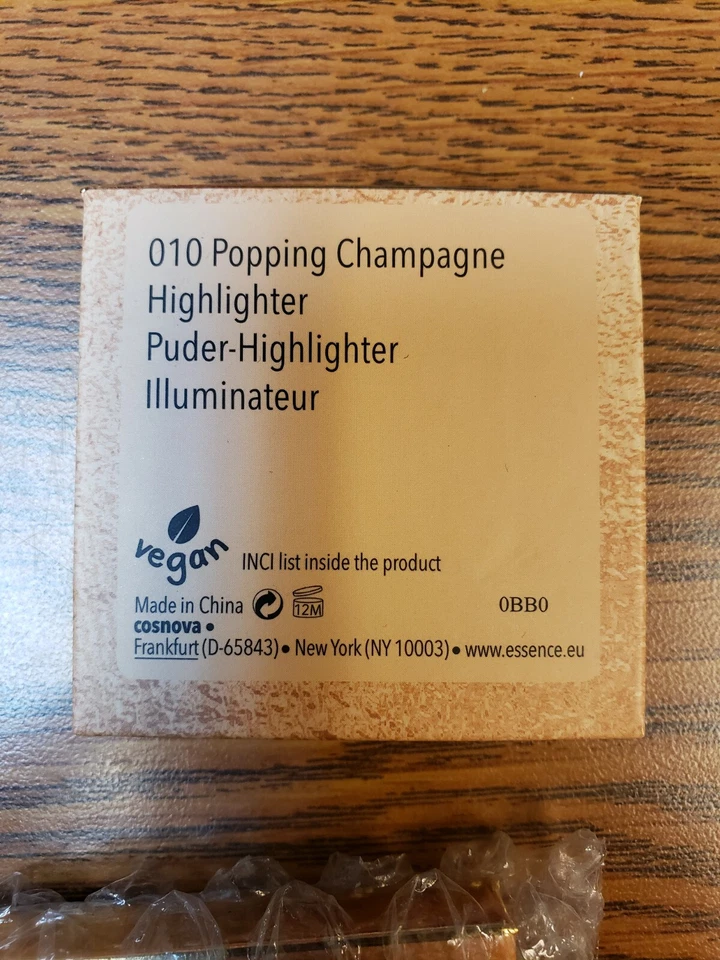 010 Popping Champagne
Highlighter
Puder-Highlighter
Illuminateur
vegan
INCI list inside the product
Made in China
12M
0BB0
cosnova •
Frankfurt (D-65843) • New York (NY 10003) • www.essence.eu